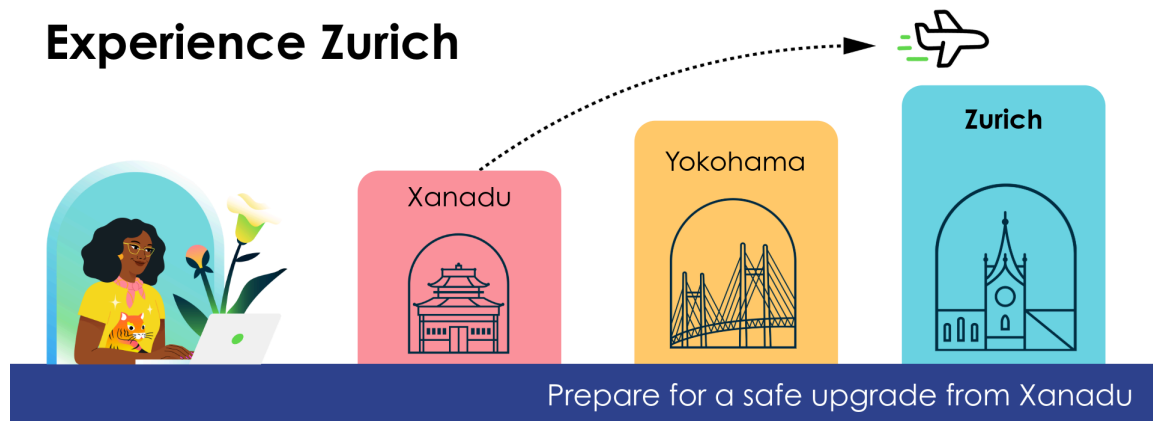 Experience Zurich
Xanadu
Yokohama
Zurich
Prepare for a safe upgrade from Xanadu